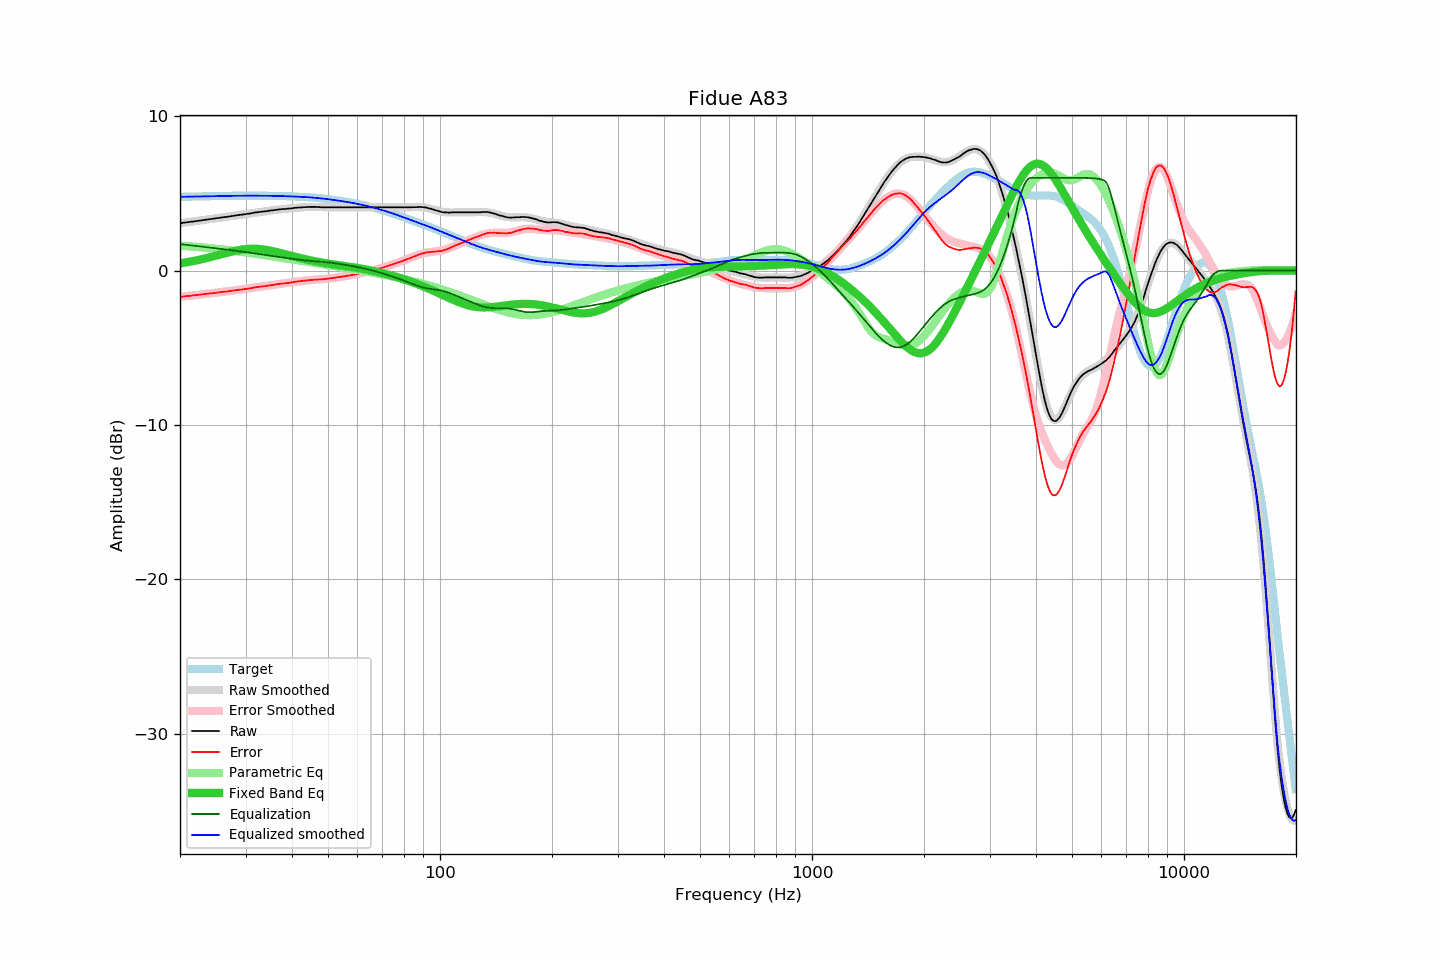 Fidue A83
10
0
−10
−20
−30
Amplitude (dBr)
Target
Raw Smoothed
Error Smoothed
Raw
Error
Parametric Eq
Fixed Band Eq
Equalization
Equalized smoothed
100
1000
10000
Frequency (Hz)